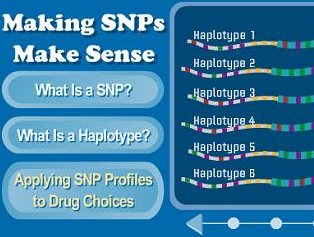 Making SNPs
Make Sense
What Is a SNP?
What Is a Haplotype?
Applying SNP Profiles
to Drug Choices
Haplotype 1
Haplotype 2
Haplotype 3
Haplotype 4
Haplotype 5
Haplotype 6